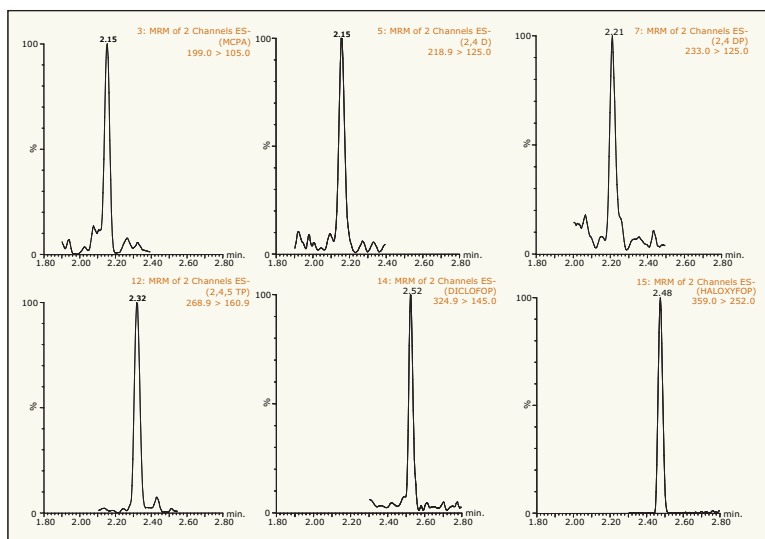 3: MRM of 2 Channels ES-
(MCPA)
199.0 > 105.0
100
2.15
%
0
1.80 2.00 2.20 2.40 2.60 2.80
min.
5: MRM of 2 Channels ES-
(2,4 D)
218.9 > 125.0
100
2.15
%
0
1.80 2.00 2.20 2.40 2.60 2.80
min.
7: MRM of 2 Channels ES-
(2,4 DP)
233.0 > 125.0
100
2.21
%
0
1.80 2.00 2.20 2.40 2.60 2.80
min.
12: MRM of 2 Channels ES-
(2,4,5 TP)
268.9 > 160.9
100
2.32
%
0
1.80 2.00 2.20 2.40 2.60 2.80
min.
14: MRM of 2 Channels ES-
(DICLOFOP)
324.9 > 145.0
100
2.52
%
0
1.80 2.00 2.20 2.40 2.60 2.80
min.
15: MRM of 2 Channels ES-
(HALOXYFOP)
359.0 > 252.0
100
2.48
%
0
1.80 2.00 2.20 2.40 2.60 2.80
min.